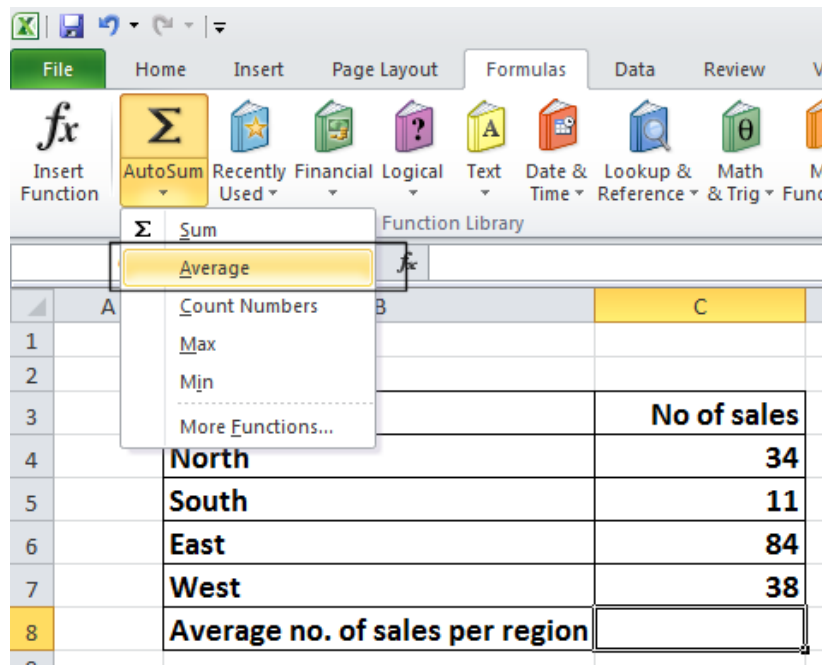 File Home Insert Page Layout Formulas Data Review
fx Σ ? A θ
Insert AutoSum Recently Financial Logical Text Date & Lookup & Math
Function Used Time Reference & Trig
Function Library
Σ Sum
Average
Count Numbers
Max
Min
More Functions...
fx
A B C
1
2
3 No of sales
4 North 34
5 South 11
6 East 84
7 West 38
8 Average no. of sales per region